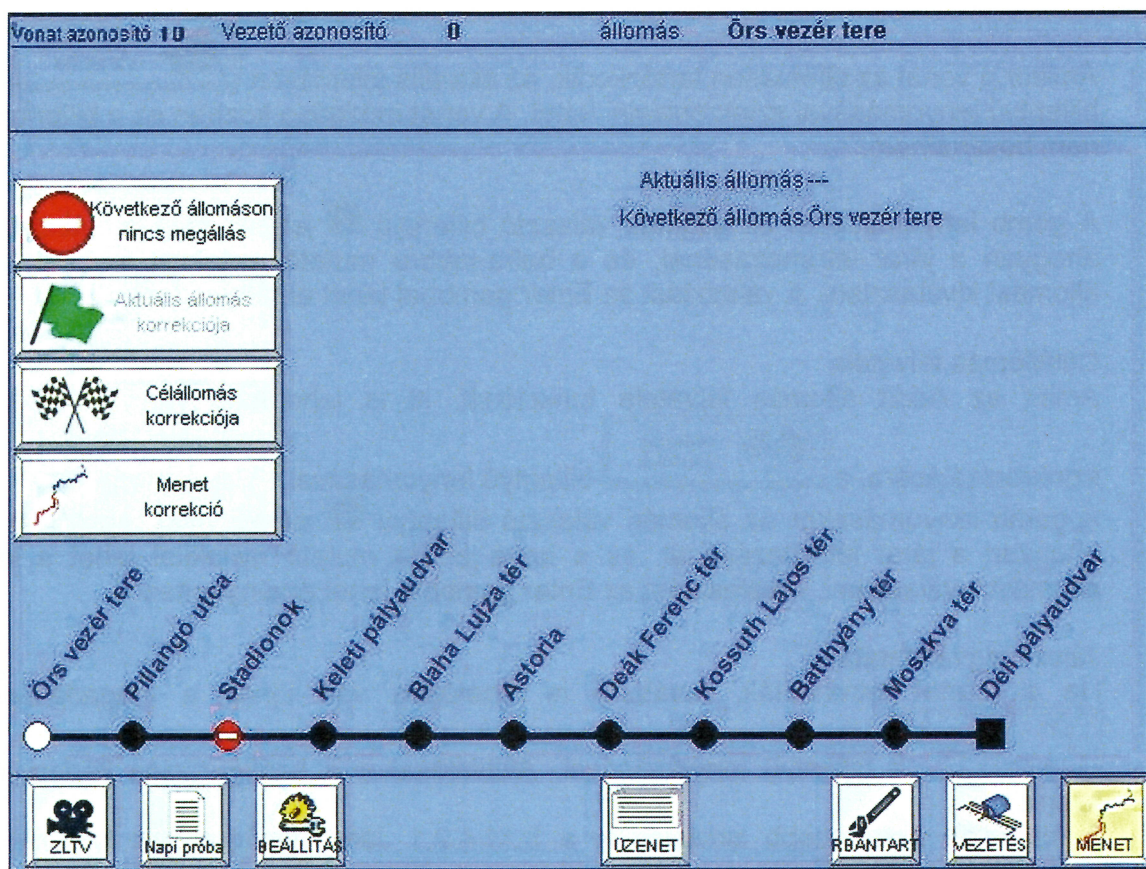 Vonat azonosító 10 Vezető azonosító 0 állomás Örs vezér tere
Aktuális állomás ---
Következő állomás Örs vezér tere
Következő állomáson
nincs megállás
Aktuális állomás
korrekciója
Célállomás
korrekciója
Menet
korrekció
Örs vezér tere
Pillangó utca
Stadionok
Keleti pályaudvar
Blaha Lujza tér
Astoria
Deák Ferenc tér
Kossuth Lajos tér
Batthyány tér
Moszkva tér
Déli pályaudvar
ZLTV
Napi próba
BEÁLLÍTÁS
ÜZENET
RBANTART
VEZETÉS
MENET